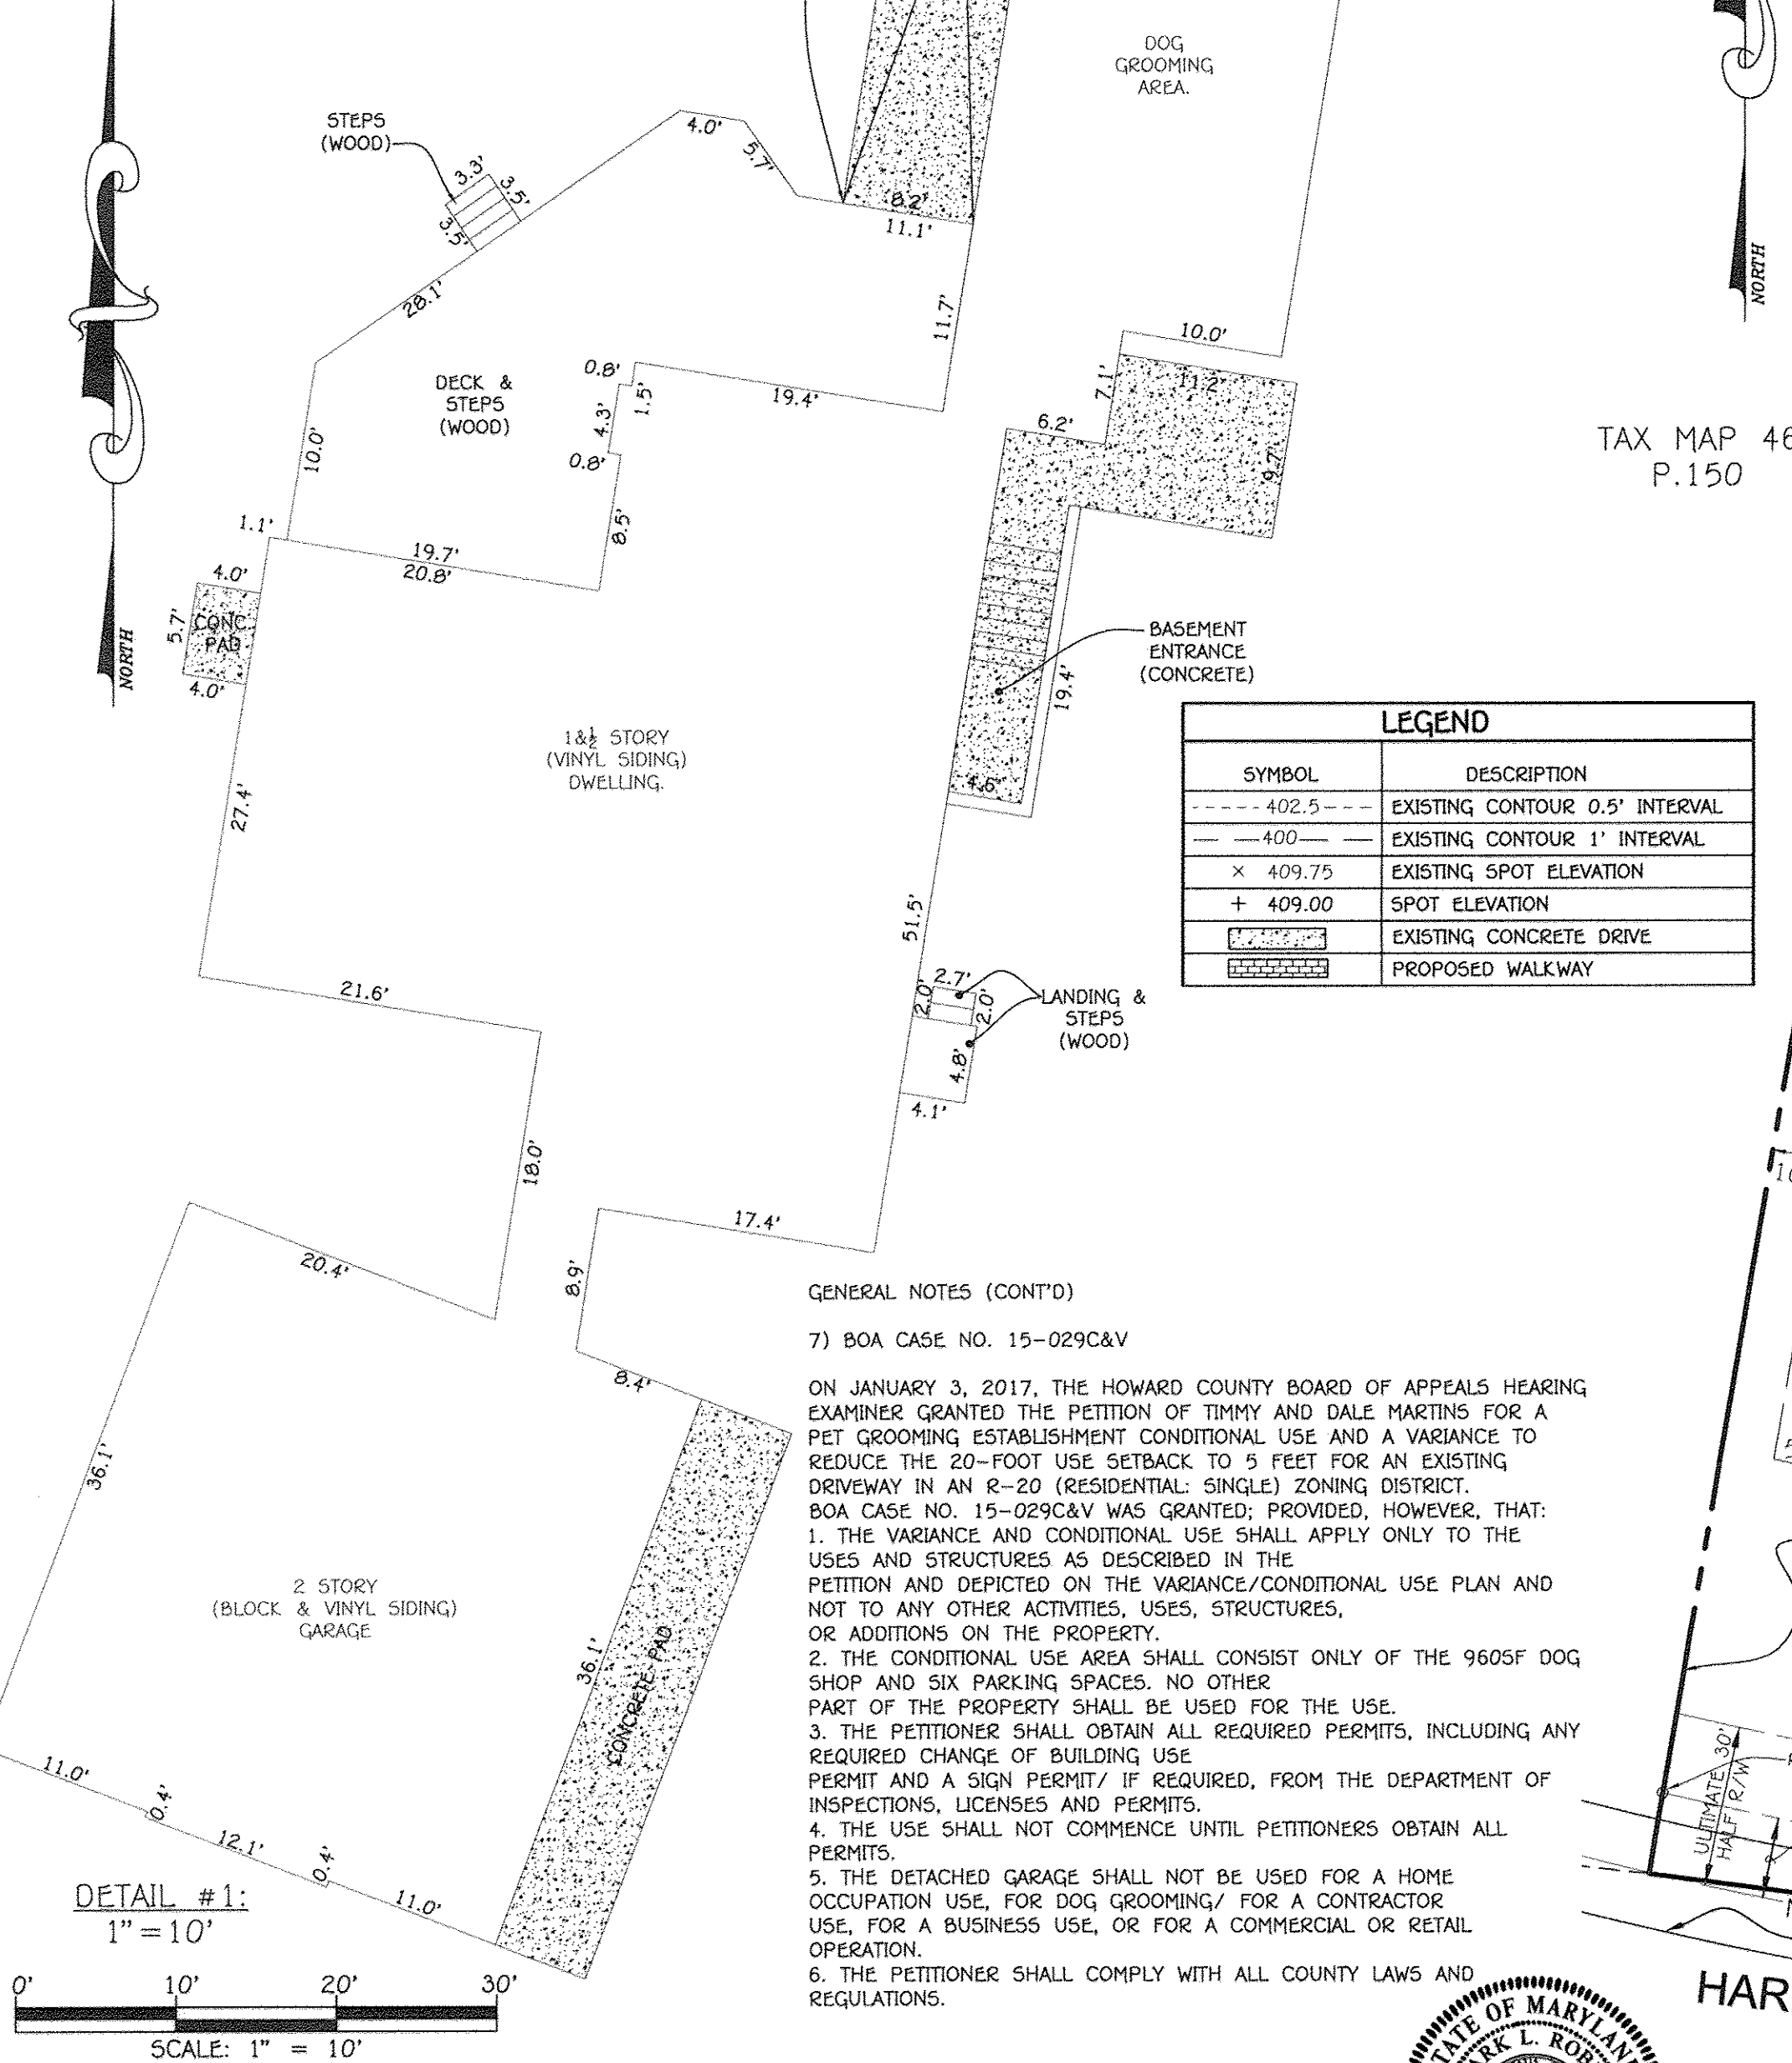 DOG
GROOMING
AREA.
STEPS
(WOOD)
4.0'
5.7'
3.3'
3.5'
3.5'
8.2'
11.1'
28.1'
11.7'
NORTH
10.0'
7.1'
11.2'
DECK &
STEPS
(WOOD)
0.8'
1.5'
19.4'
4.3'
0.8'
6.2'
9.7'
10.0'
TAX MAP 46
P.150
8.5'
1.1'
19.7'
20.8'
4.0'
5.7'
CONC.
PAD
4.0'
NORTH
BASEMENT
ENTRANCE
(CONCRETE)
19.4'
4.6'
1&½ STORY
(VINYL SIDING)
DWELLING.
27.4'
LEGEND
SYMBOL DESCRIPTION
402.5 EXISTING CONTOUR 0.5' INTERVAL
400 EXISTING CONTOUR 1' INTERVAL
× 409.75 EXISTING SPOT ELEVATION
+ 409.00 SPOT ELEVATION
EXISTING CONCRETE DRIVE
PROPOSED WALKWAY
51.5'
21.6'
2.7'
2.0'
2.0'
LANDING &
STEPS
(WOOD)
4.8'
4.1'
18.0'
17.4'
20.4'
8.9'
8.4'
36.1'
2 STORY
(BLOCK & VINYL SIDING)
GARAGE
36.1'
CONCRETE PAD
11.0'
0.4'
12.1'
0.4'
11.0'
DETAIL #1:
1"=10'
0' 10' 20' 30'
SCALE: 1" = 10'
GENERAL NOTES (CONT'D)
7) BOA CASE NO. 15-029C&V
ON JANUARY 3, 2017, THE HOWARD COUNTY BOARD OF APPEALS HEARING
EXAMINER GRANTED THE PETITION OF TIMMY AND DALE MARTINS FOR A
PET GROOMING ESTABLISHMENT CONDITIONAL USE AND A VARIANCE TO
REDUCE THE 20-FOOT USE SETBACK TO 5 FEET FOR AN EXISTING
DRIVEWAY IN AN R-20 (RESIDENTIAL: SINGLE) ZONING DISTRICT.
BOA CASE NO. 15-029C&V WAS GRANTED; PROVIDED, HOWEVER, THAT:
1. THE VARIANCE AND CONDITIONAL USE SHALL APPLY ONLY TO THE
USES AND STRUCTURES AS DESCRIBED IN THE
PETITION AND DEPICTED ON THE VARIANCE/CONDITIONAL USE PLAN AND
NOT TO ANY OTHER ACTIVITIES, USES, STRUCTURES,
OR ADDITIONS ON THE PROPERTY.
2. THE CONDITIONAL USE AREA SHALL CONSIST ONLY OF THE 960SF DOG
SHOP AND SIX PARKING SPACES. NO OTHER
PART OF THE PROPERTY SHALL BE USED FOR THE USE.
3. THE PETITIONER SHALL OBTAIN ALL REQUIRED PERMITS, INCLUDING ANY
REQUIRED CHANGE OF BUILDING USE
PERMIT AND A SIGN PERMIT/ IF REQUIRED, FROM THE DEPARTMENT OF
INSPECTIONS, LICENSES AND PERMITS.
4. THE USE SHALL NOT COMMENCE UNTIL PETITIONERS OBTAIN ALL
PERMITS.
5. THE DETACHED GARAGE SHALL NOT BE USED FOR A HOME
OCCUPATION USE, FOR DOG GROOMING/ FOR A CONTRACTOR
USE, FOR A BUSINESS USE, OR FOR A COMMERCIAL OR RETAIL
OPERATION.
6. THE PETITIONER SHALL COMPLY WITH ALL COUNTY LAWS AND
REGULATIONS.
ULTIMATE 30'
HALF R/W
HAR
OF MARYLAN
L.